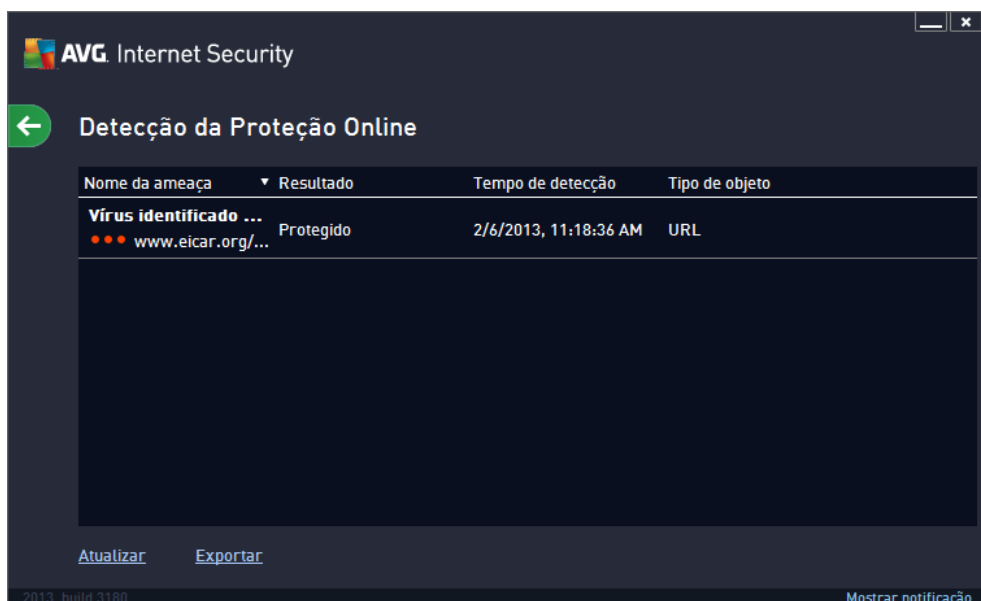 AVG. Internet Security
Detecção da Proteção Online
Nome da ameaça Resultado Tempo de detecção Tipo de objeto
Vírus identificado ...
www.eicar.org/... Protegido 2/6/2013, 11:18:36 AM URL
Atualizar Exportar
2013 build 3180 Mostrar notificação